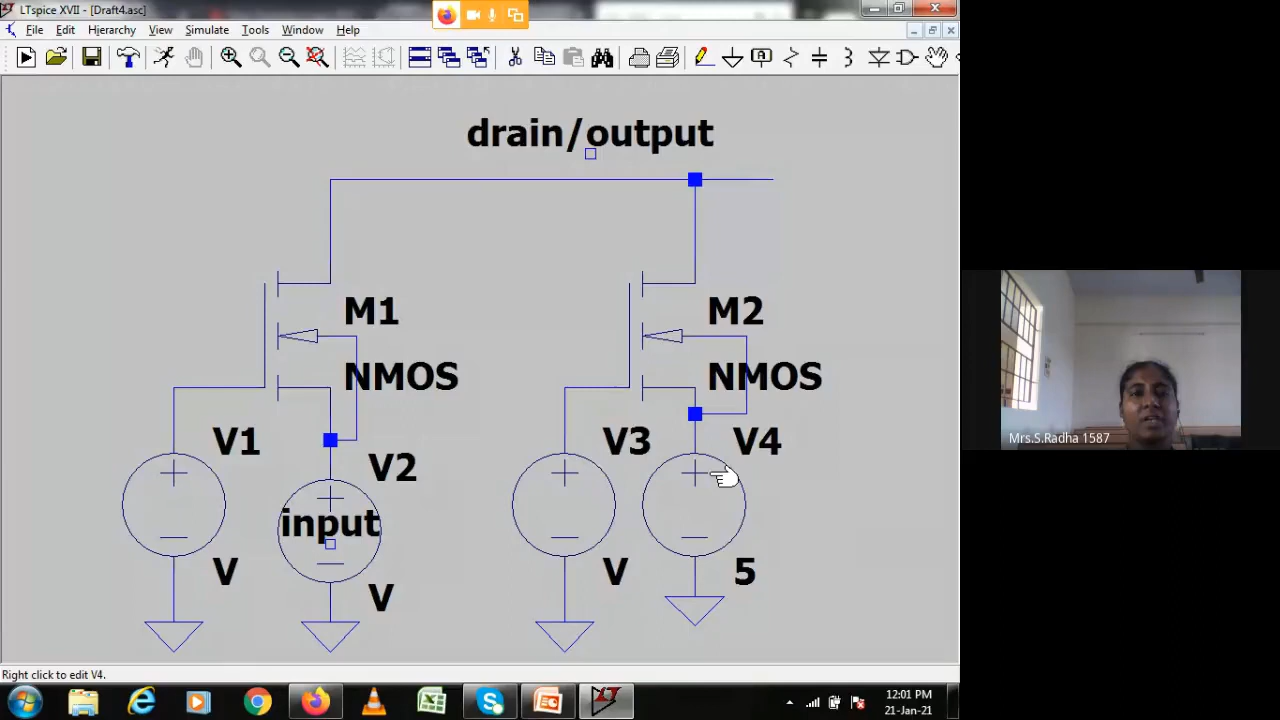 LTspice XVII - [Draft4.asc]
File Edit Hierarchy View Simulate Tools Window Help
drain/output
M1
NMOS
M2
NMOS
V1
V
V2
input
V
V3
V
V4
5
Mrs.S.Radha 1587
Right click to edit V4.
12:01 PM
21-Jan-21